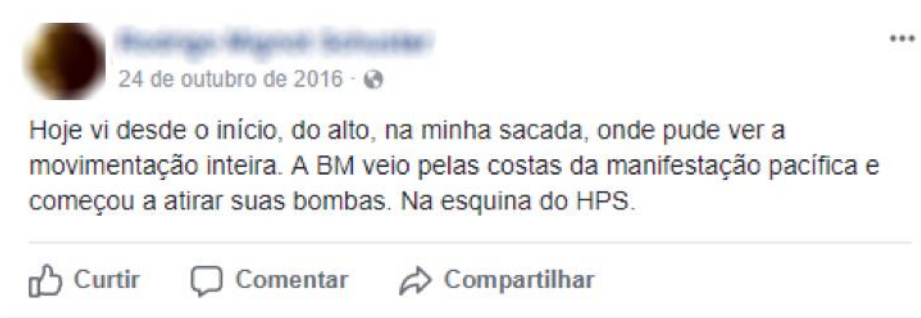 24 de outubro de 2016 ·
Hoje vi desde o início, do alto, na minha sacada, onde pude ver a
movimentação inteira. A BM veio pelas costas da manifestação pacífica e
começou a atirar suas bombas. Na esquina do HPS.
Curtir Comentar Compartilhar